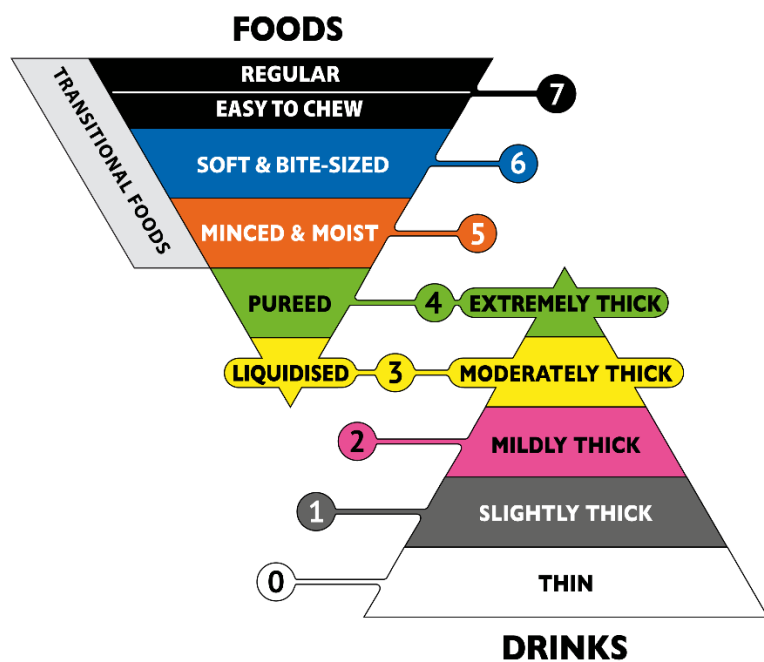 FOODS
TRANSITIONAL FOODS
REGULAR
EASY TO CHEW
7
SOFT & BITE-SIZED
6
MINCED & MOIST
5
PUREED
4
EXTREMELY THICK
LIQUIDISED
3
MODERATELY THICK
2
MILDLY THICK
1
SLIGHTLY THICK
0
THIN
DRINKS